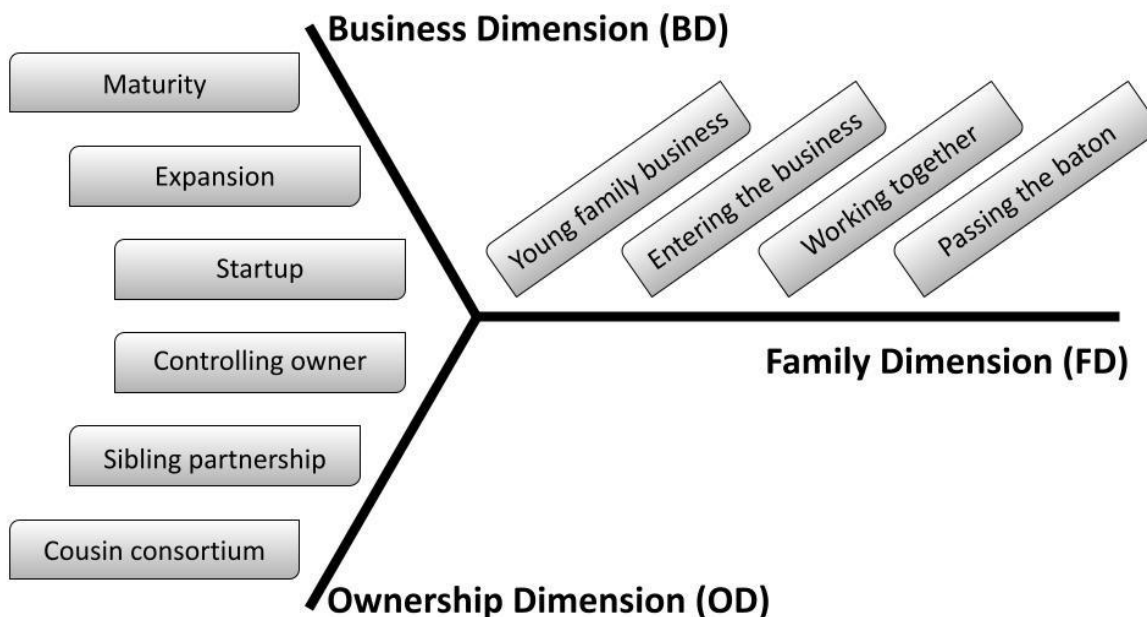 Business Dimension (BD)
Maturity
Expansion
Startup
Controlling owner
Sibling partnership
Cousin consortium
Young family business
Entering the business
Working together
Passing the baton
Family Dimension (FD)
Ownership Dimension (OD)